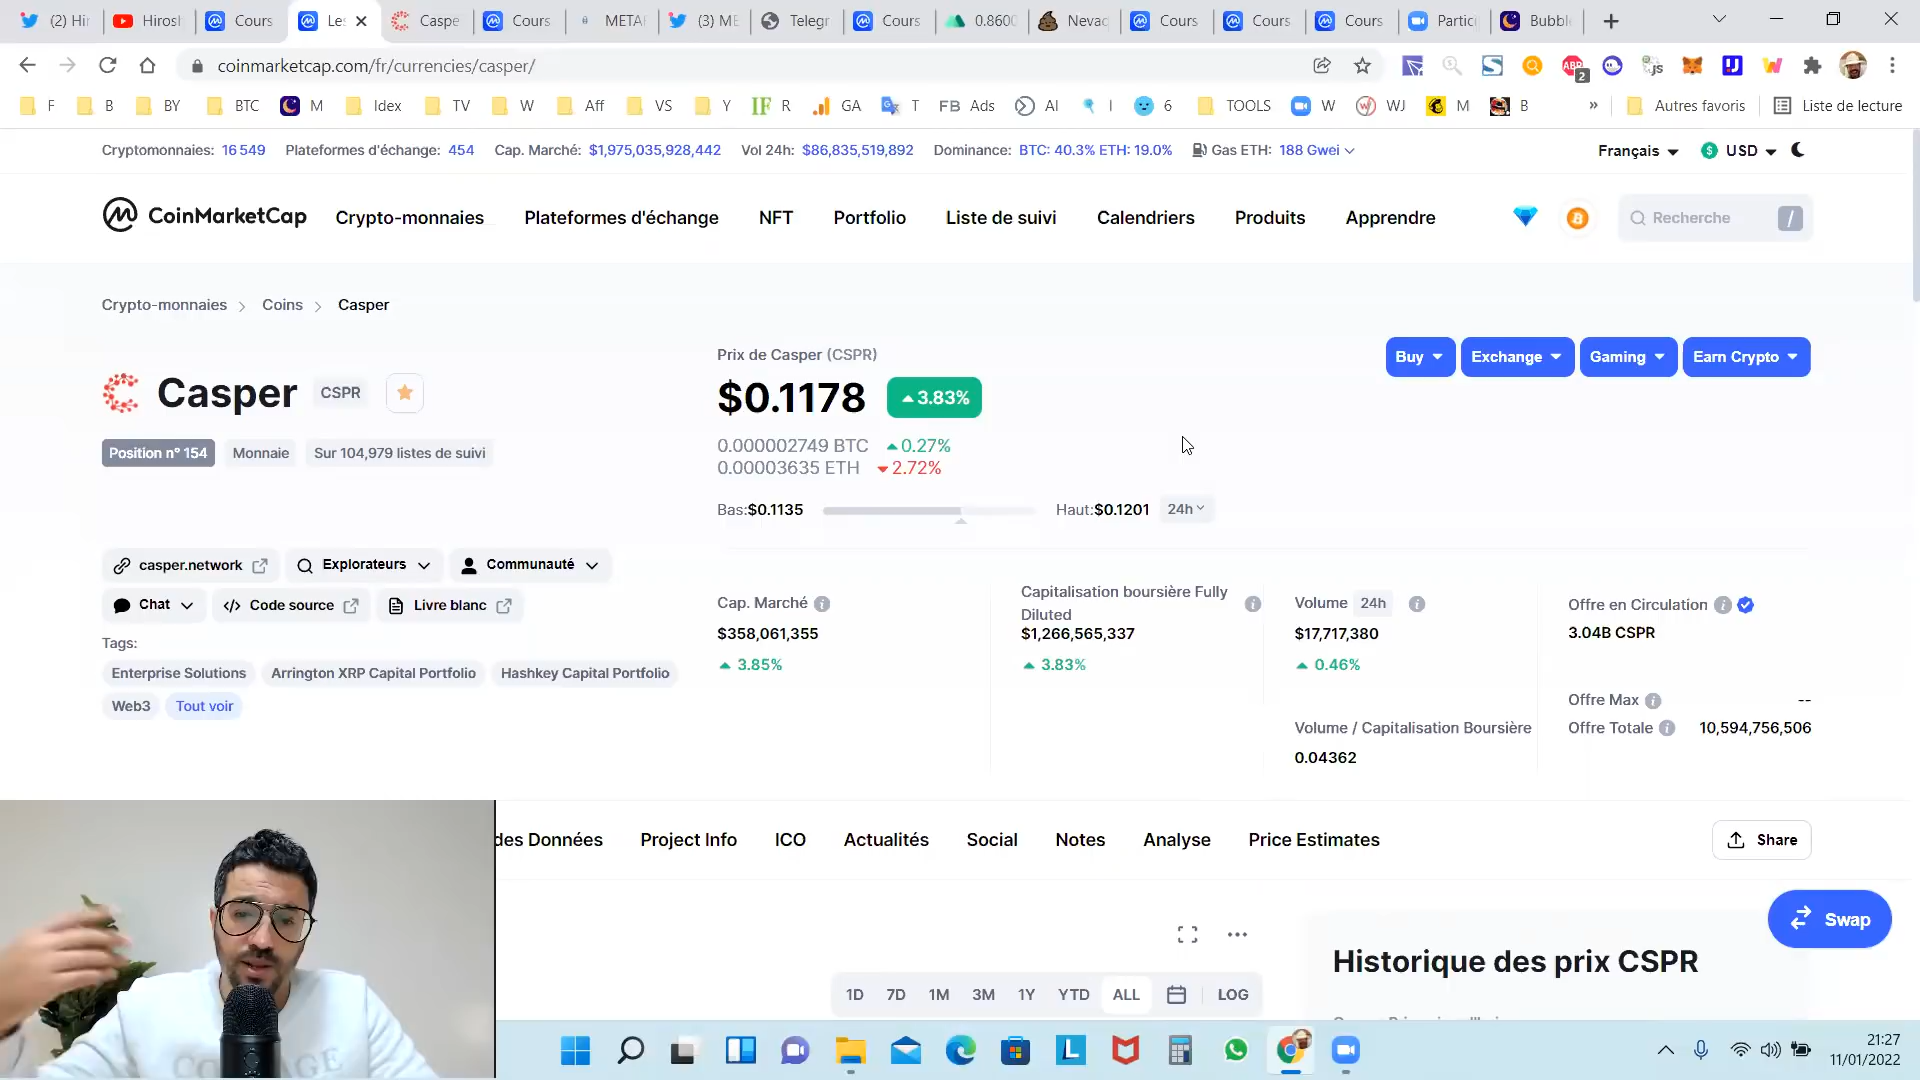 (2) Hir
Hirosh
Cours
Les
Caspe
Cours
META
(3) ME
Telegr
Cours
0.8600
Nevad
Cours
Cours
Cours
Partic
Bubbl
coinmarketcap.com/fr/currencies/casper/
F
B
BY
BTC
M
Idex
TV
W
Aff
VS
Y
R
GA
T
FB Ads
AI
I
6
TOOLS
W
WJ
M
B
»
Autres favoris
Liste de lecture
Cryptomonnaies: 16 549
Plateformes d'échange: 454
Cap. Marché: $1,975,035,928,442
Vol 24h: $86,835,519,892
Dominance: BTC: 40.3% ETH: 19.0%
Gas ETH: 188 Gwei
Français
USD
CoinMarketCap
Crypto-monnaies
Plateformes d'échange
NFT
Portfolio
Liste de suivi
Calendriers
Produits
Apprendre
Recherche
/
Crypto-monnaies
Coins
Casper
Casper
CSPR
Position n° 154
Monnaie
Sur 104,979 listes de suivi
casper.network
Explorateurs
Communauté
Chat
Code source
Livre blanc
Tags:
Enterprise Solutions
Arrington XRP Capital Portfolio
Hashkey Capital Portfolio
Web3
Tout voir
Prix de Casper (CSPR)
$0.1178
3.83%
0.000002749 BTC
0.27%
0.00003635 ETH
2.72%
Bas:$0.1135
Haut:$0.1201
24h
Buy
Exchange
Gaming
Earn Crypto
Cap. Marché
$358,061,355
3.85%
Capitalisation boursière Fully
Diluted
$1,266,565,337
3.83%
Volume 24h
$17,717,380
0.46%
Volume / Capitalisation Boursière
0.04362
Offre en Circulation
3.04B CSPR
Offre Max --
Offre Totale 10,594,756,506
des Données
Project Info
ICO
Actualités
Social
Notes
Analyse
Price Estimates
Share
Swap
1D
7D
1M
3M
1Y
YTD
ALL
LOG
Historique des prix CSPR
21:27
11/01/2022